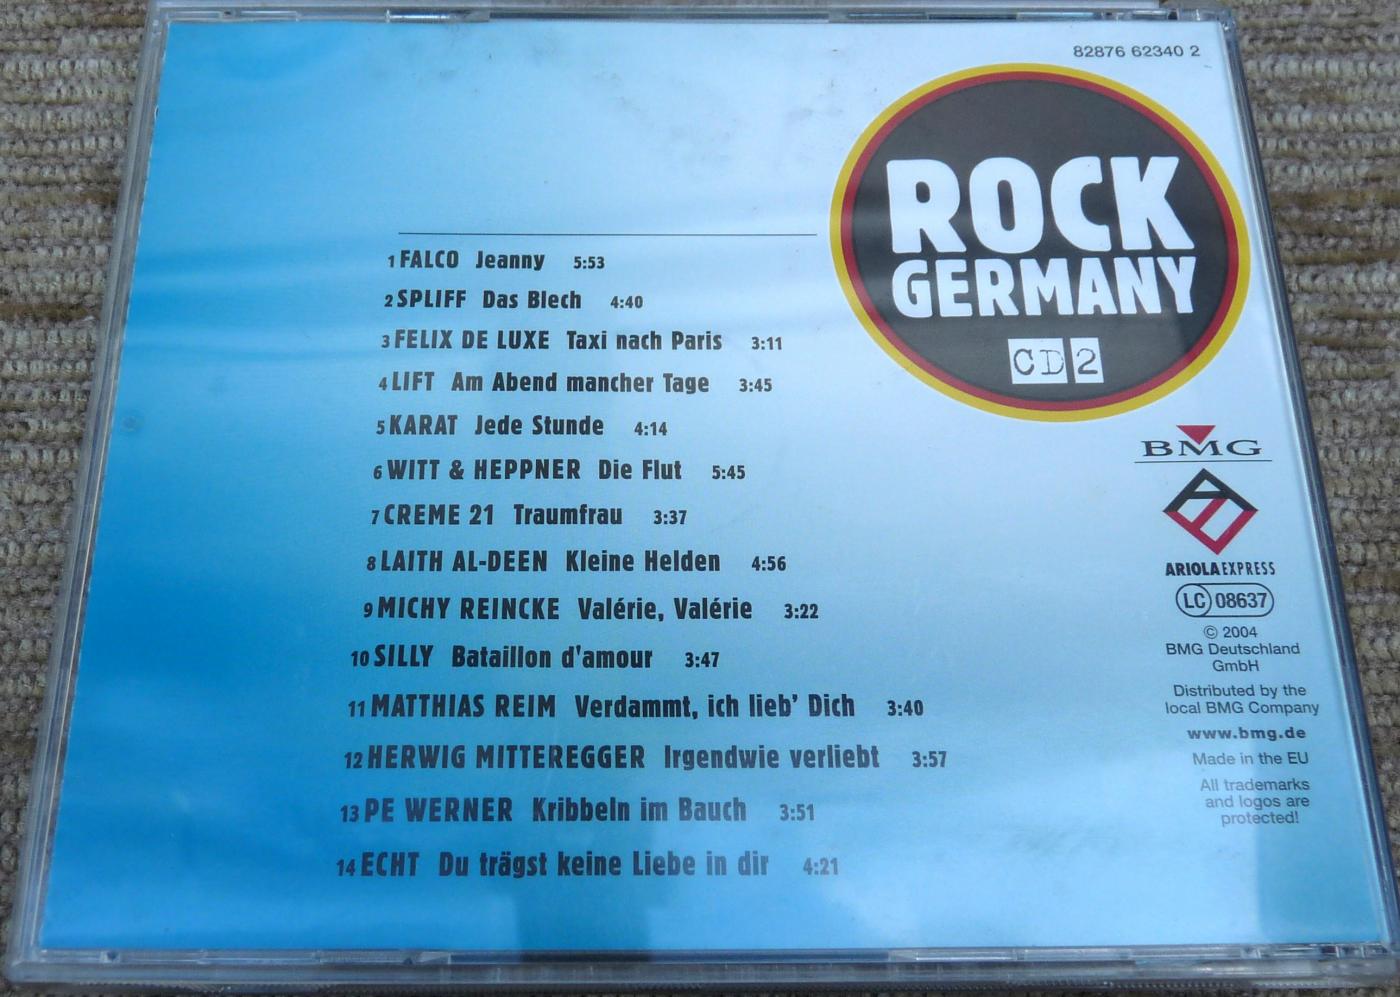 82876 62340 2
ROCK
GERMANY
CD 2
1 FALCO Jeanny 5:53
2 SPLIFF Das Blech 4:40
3 FELIX DE LUXE Taxi nach Paris 3:11
4 LIFT Am Abend mancher Tage 3:45
5 KARAT Jede Stunde 4:14
6 WITT & HEPPNER Die Flut 5:45
7 CREME 21 Traumfrau 3:37
8 LAITH AL-DEEN Kleine Helden 4:56
9 MICHY REINCKE Valérie, Valérie 3:22
10 SILLY Bataillon d'amour 3:47
11 MATTHIAS REIM Verdammt, ich lieb' Dich 3:40
12 HERWIG MITTEREGGER Irgendwie verliebt 3:57
13 PE WERNER Kribbeln im Bauch 3:51
14 ECHT Du trägst keine Liebe in dir 4:21
BMG
ARIOLA EXPRESS
LC 08637
© 2004
BMG Deutschland
GmbH
Distributed by the
local BMG Company
www.bmg.de
Made in the EU
All trademarks
and logos are
protected!